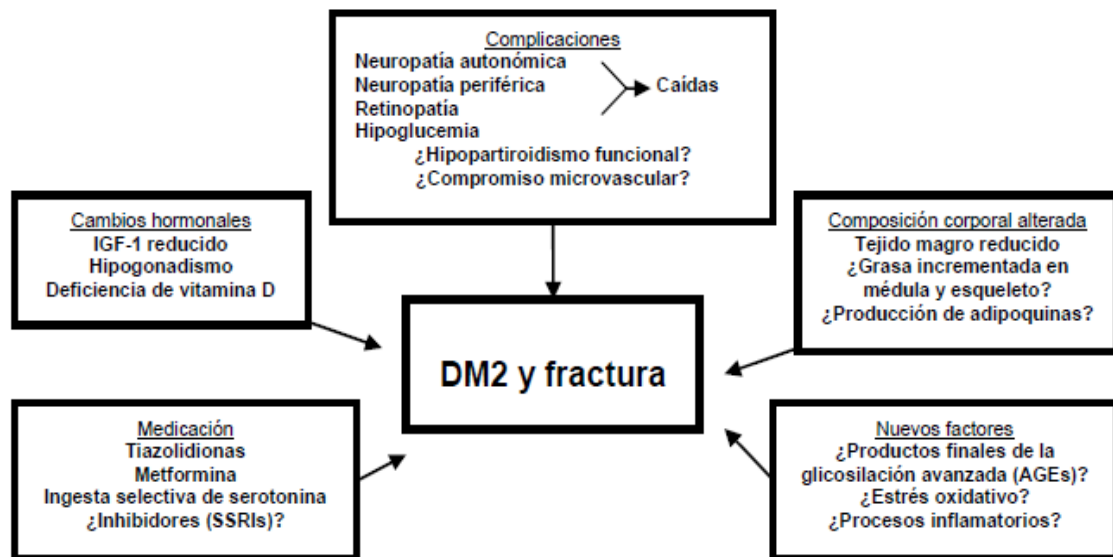 Complicaciones
Neuropatía autonómica
Neuropatía periférica
Caídas
Retinopatía
Hipoglucemia
¿Hipopartiroidismo funcional?
¿Compromiso microvascular?
Cambios hormonales
IGF-1 reducido
Hipogonadismo
Deficiencia de vitamina D
Composición corporal alterada
Tejido magro reducido
¿Grasa incrementada en
médula y esqueleto?
¿Producción de adipoquinas?
DM2 y fractura
Medicación
Tiazolidionas
Metformina
Ingesta selectiva de serotonina
¿Inhibidores (SSRIs)?
Nuevos factores
¿Productos finales de la
glicosilación avanzada (AGEs)?
¿Estrés oxidativo?
¿Procesos inflamatorios?